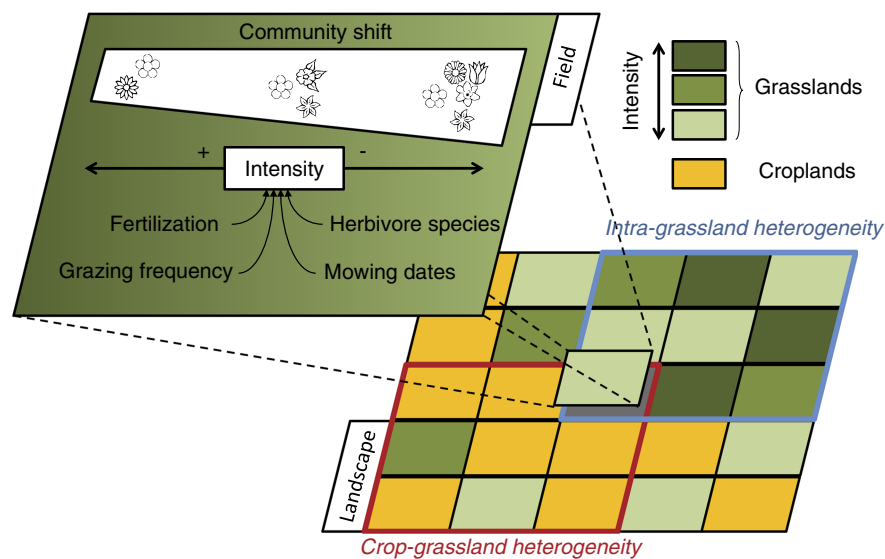 Community shift
Field
+
Intensity
-
Fertilization
Herbivore species
Grazing frequency
Mowing dates
Intensity
Grasslands
Croplands
Intra-grassland heterogeneity
Landscape
Crop-grassland heterogeneity